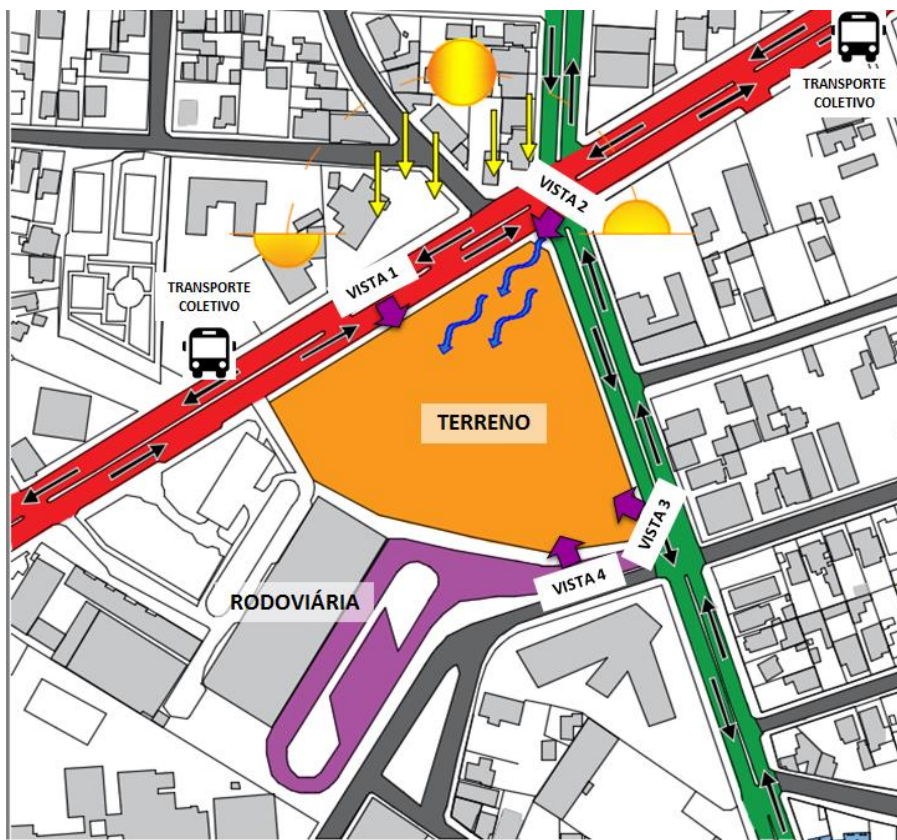 TRANSPORTE
COLETIVO
VISTA 2
VISTA 1
TRANSPORTE
COLETIVO
TERRENO
VISTA 3
VISTA 4
RODOVIÁRIA